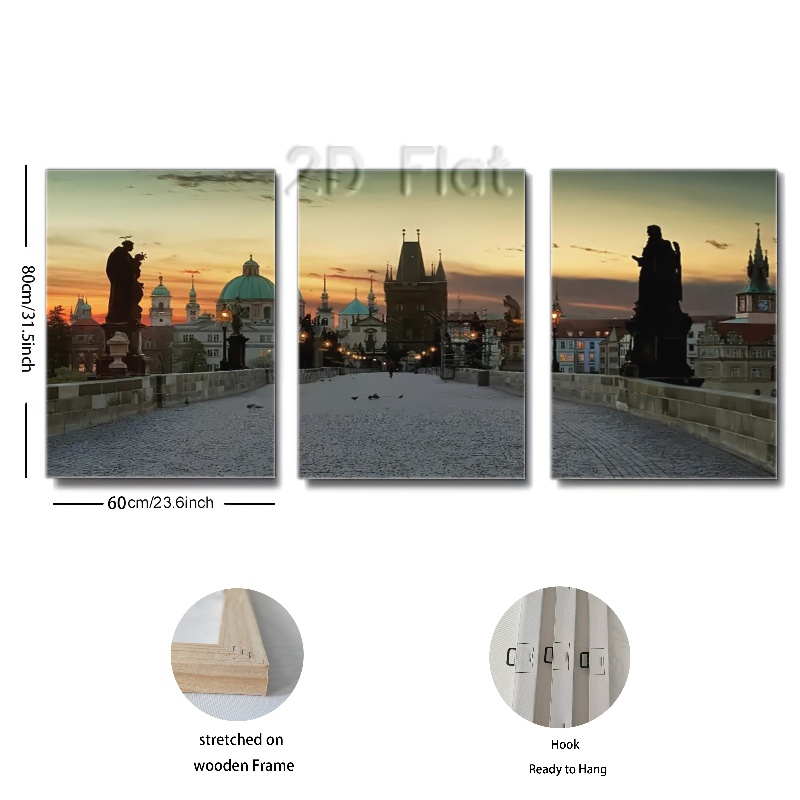 2D Flat
80cm/31.5inch
60cm/23.6inch
stretched on
wooden Frame
Hook
Ready to Hang